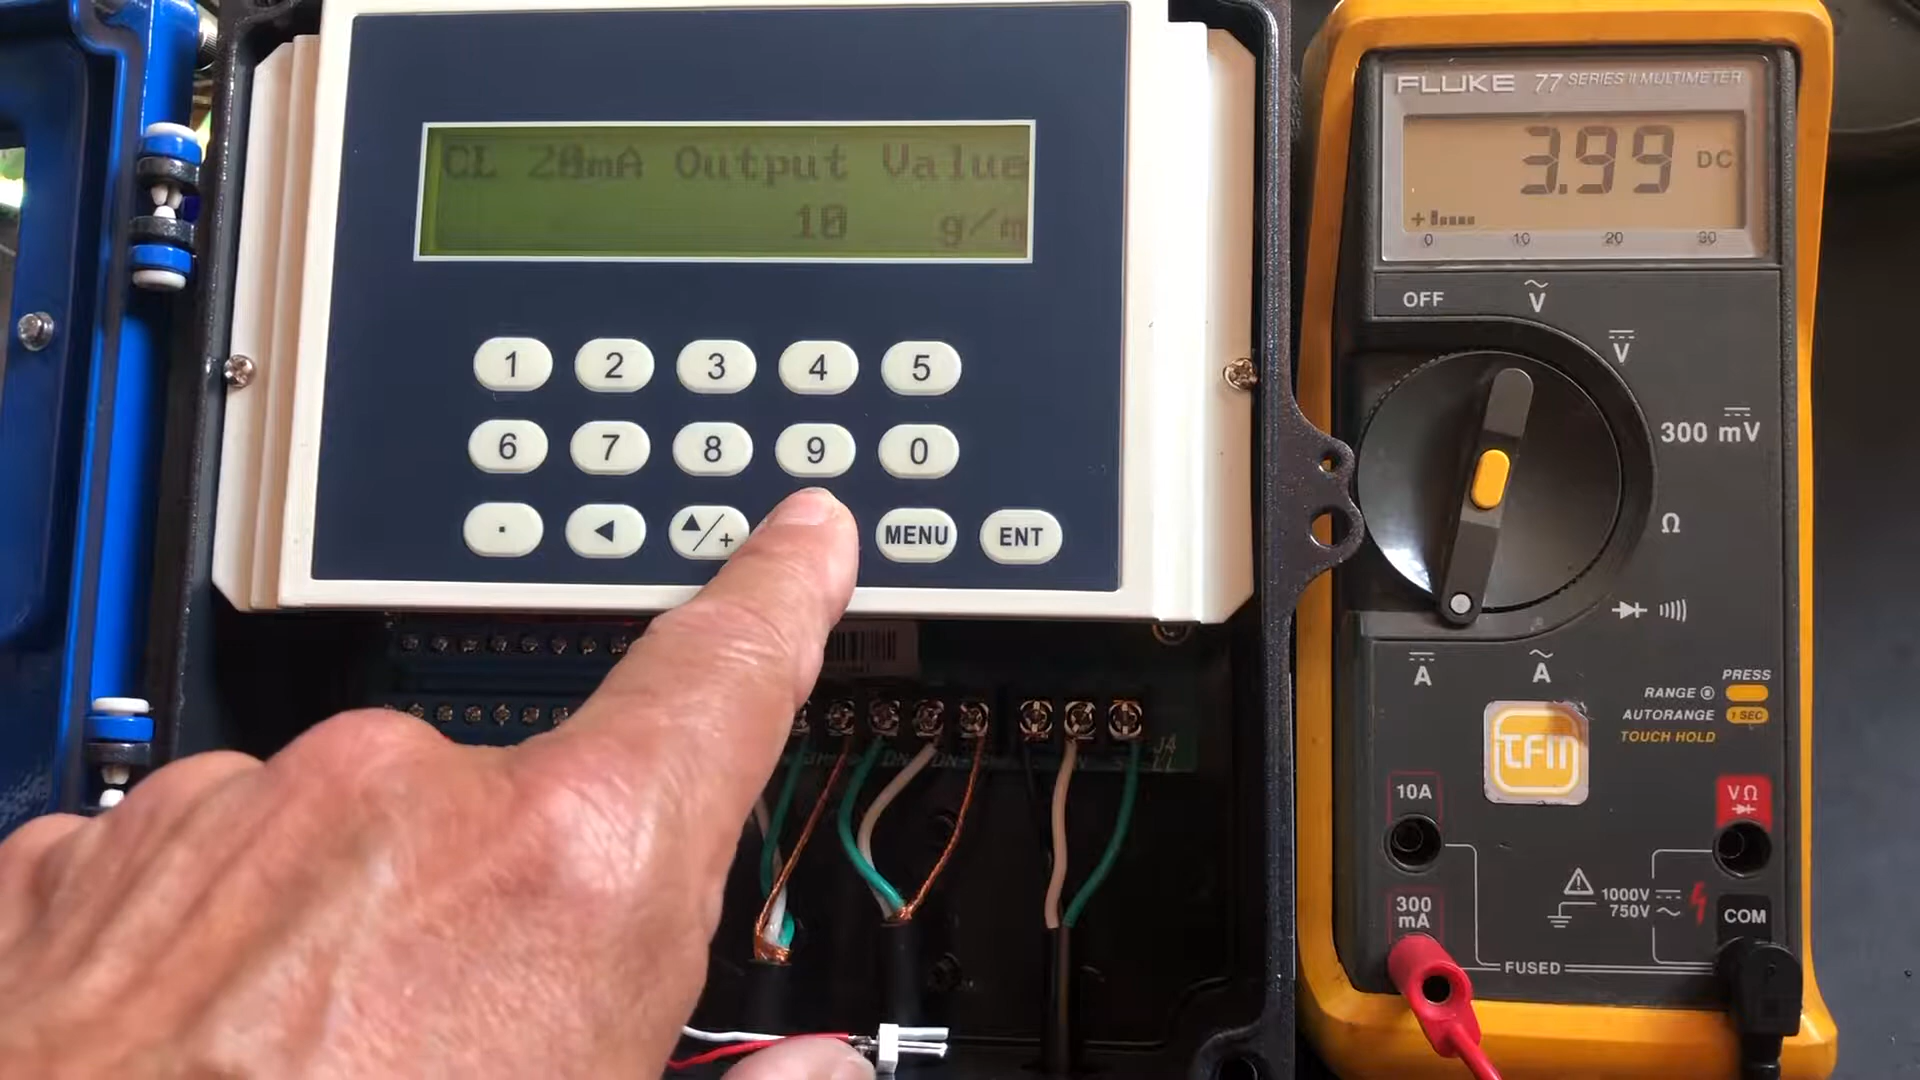 CL 20mA Output Value
10 g/m
1 2 3 4 5
6 7 8 9 0
. ◀ ▲/+ MENU ENT
FLUKE 77 SERIES II MULTIMETER
3.99 DC
+
0 10 20 30
OFF
V
V
300 mV
Ω
A
A
PRESS
RANGE
AUTORANGE 1 SEC
TOUCH HOLD
TFM
10A
VΩ
300
mA
1000V
750V
COM
FUSED